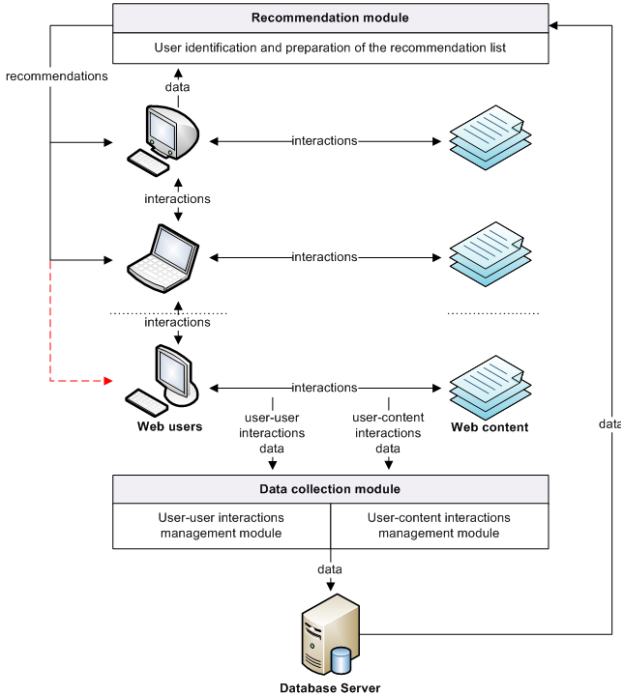 Recommendation module
User identification and preparation of the recommendation list
recommendations
data
interactions
interactions
interactions
interactions
interactions
Web users
Web content
user-user
interactions
data
user-content
interactions
data
data
Data collection module
User-user interactions
management module
User-content interactions
management module
data
Database Server